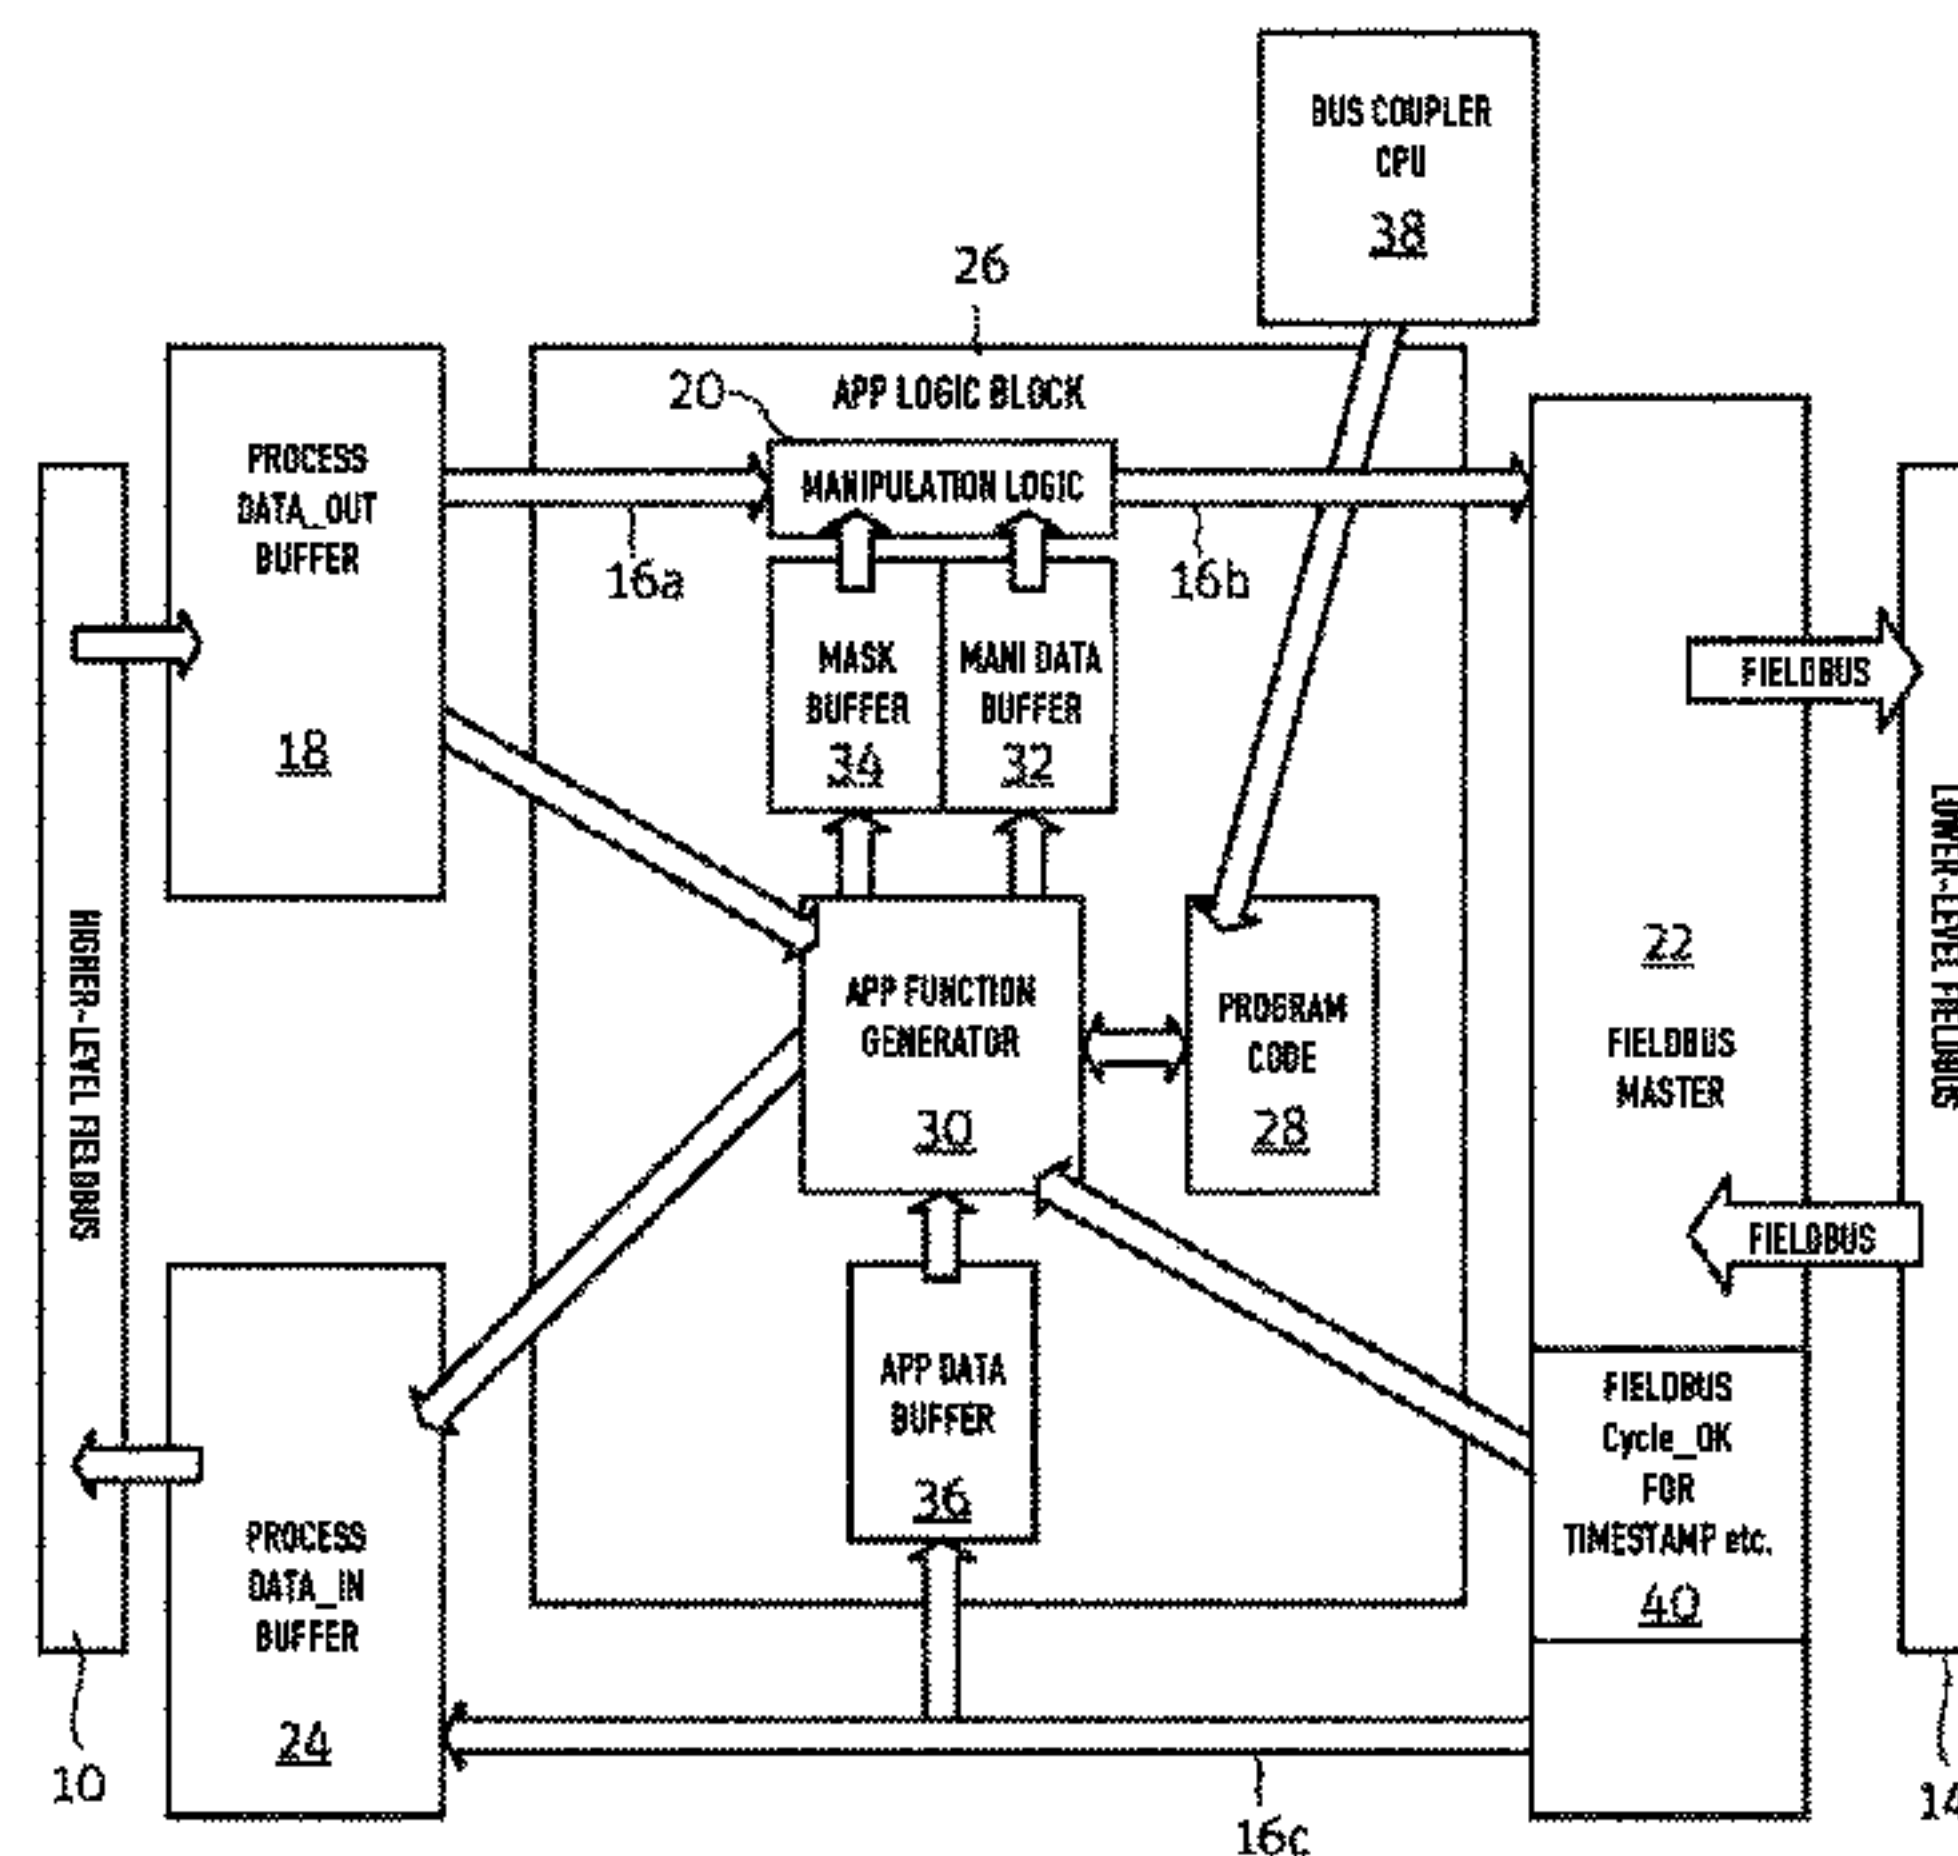 BUS COUPLER
CPU
38
26
20
APP LOGIC BLOCK
PROCESS
DATA_OUT
BUFFER
18
MANIPULATION LOGIC
16a
16b
MASK
BUFFER
34
MANI DATA
BUFFER
32
FIELDBUS
HIGHER-LEVEL FIELDBUS
LOWER-LEVEL FIELDBUS
22
FIELDBUS
MASTER
APP FUNCTION
GENERATOR
30
PROGRAM
CODE
28
FIELDBUS
APP DATA
BUFFER
36
FIELDBUS
Cycle_OK
FOR
TIMESTAMP etc.
40
PROCESS
DATA_IN
BUFFER
24
10
14
16c